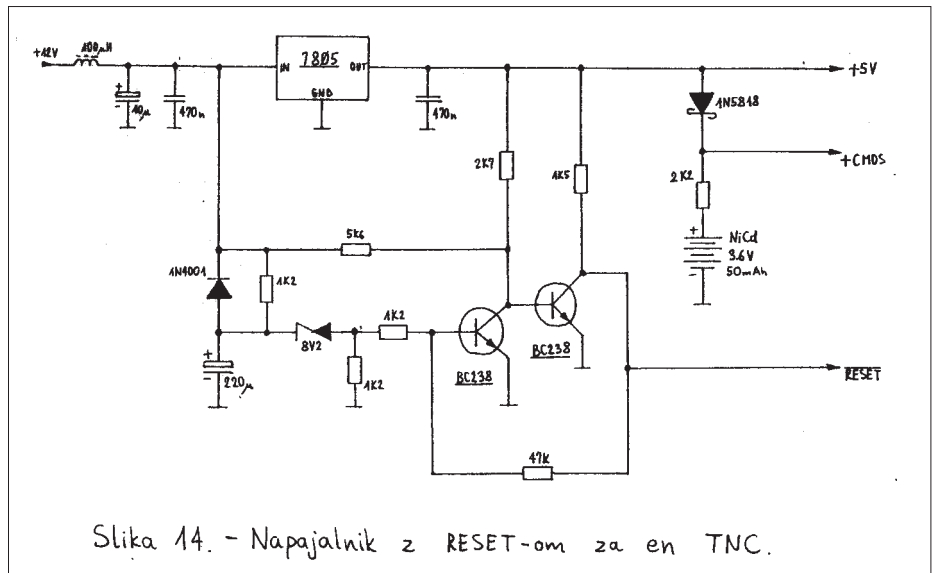 +12V
100μH
IN
7805
OUT
GND
+
-
10μ
470n
470n
+5V
1N5818
+CMOS
2K7
1K5
2K2
+
-
NiCd
3.6V
50mAh
5K6
1N4001
1K2
8V2
1K2
1K2
+
-
220μ
BC238
BC238
RESET
47K
Slika 14. - Napajalnik z RESET-om za en TNC.